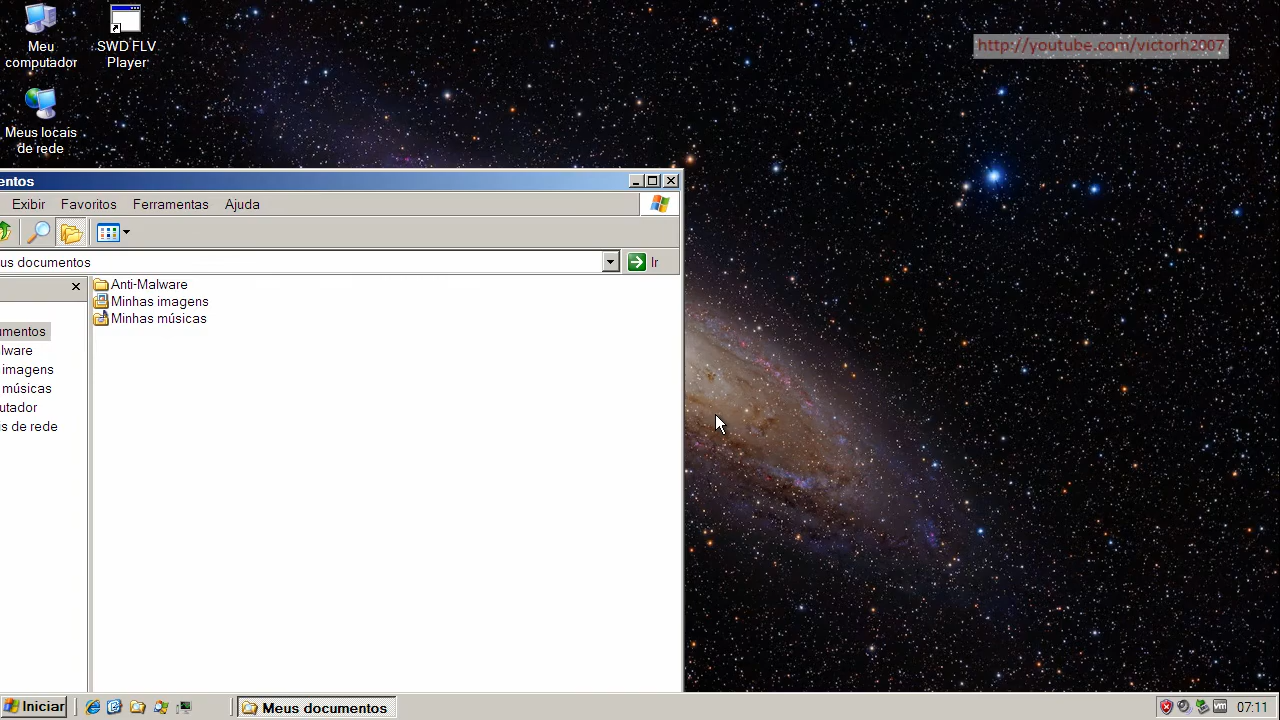 Meu
computador
SWD FLV
Player
http://youtube.com/victorh2007
Meus locais
de rede
entos
Exibir Favoritos Ferramentas Ajuda
us documentos
Ir
Anti-Malware
Minhas imagens
Minhas músicas
umentos
lware
imagens
músicas
utador
is de rede
Iniciar
Meus documentos
vm
07:11